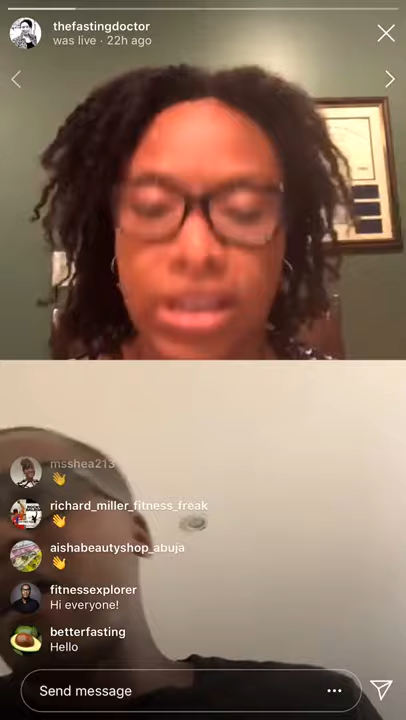 thefastingdoctor
was live · 22h ago
msshea213
👋
richard_miller_fitness_freak
👋
aishabeautyshop_abuja
👋
fitnessexplorer
Hi everyone!
betterfasting
Hello
Send message